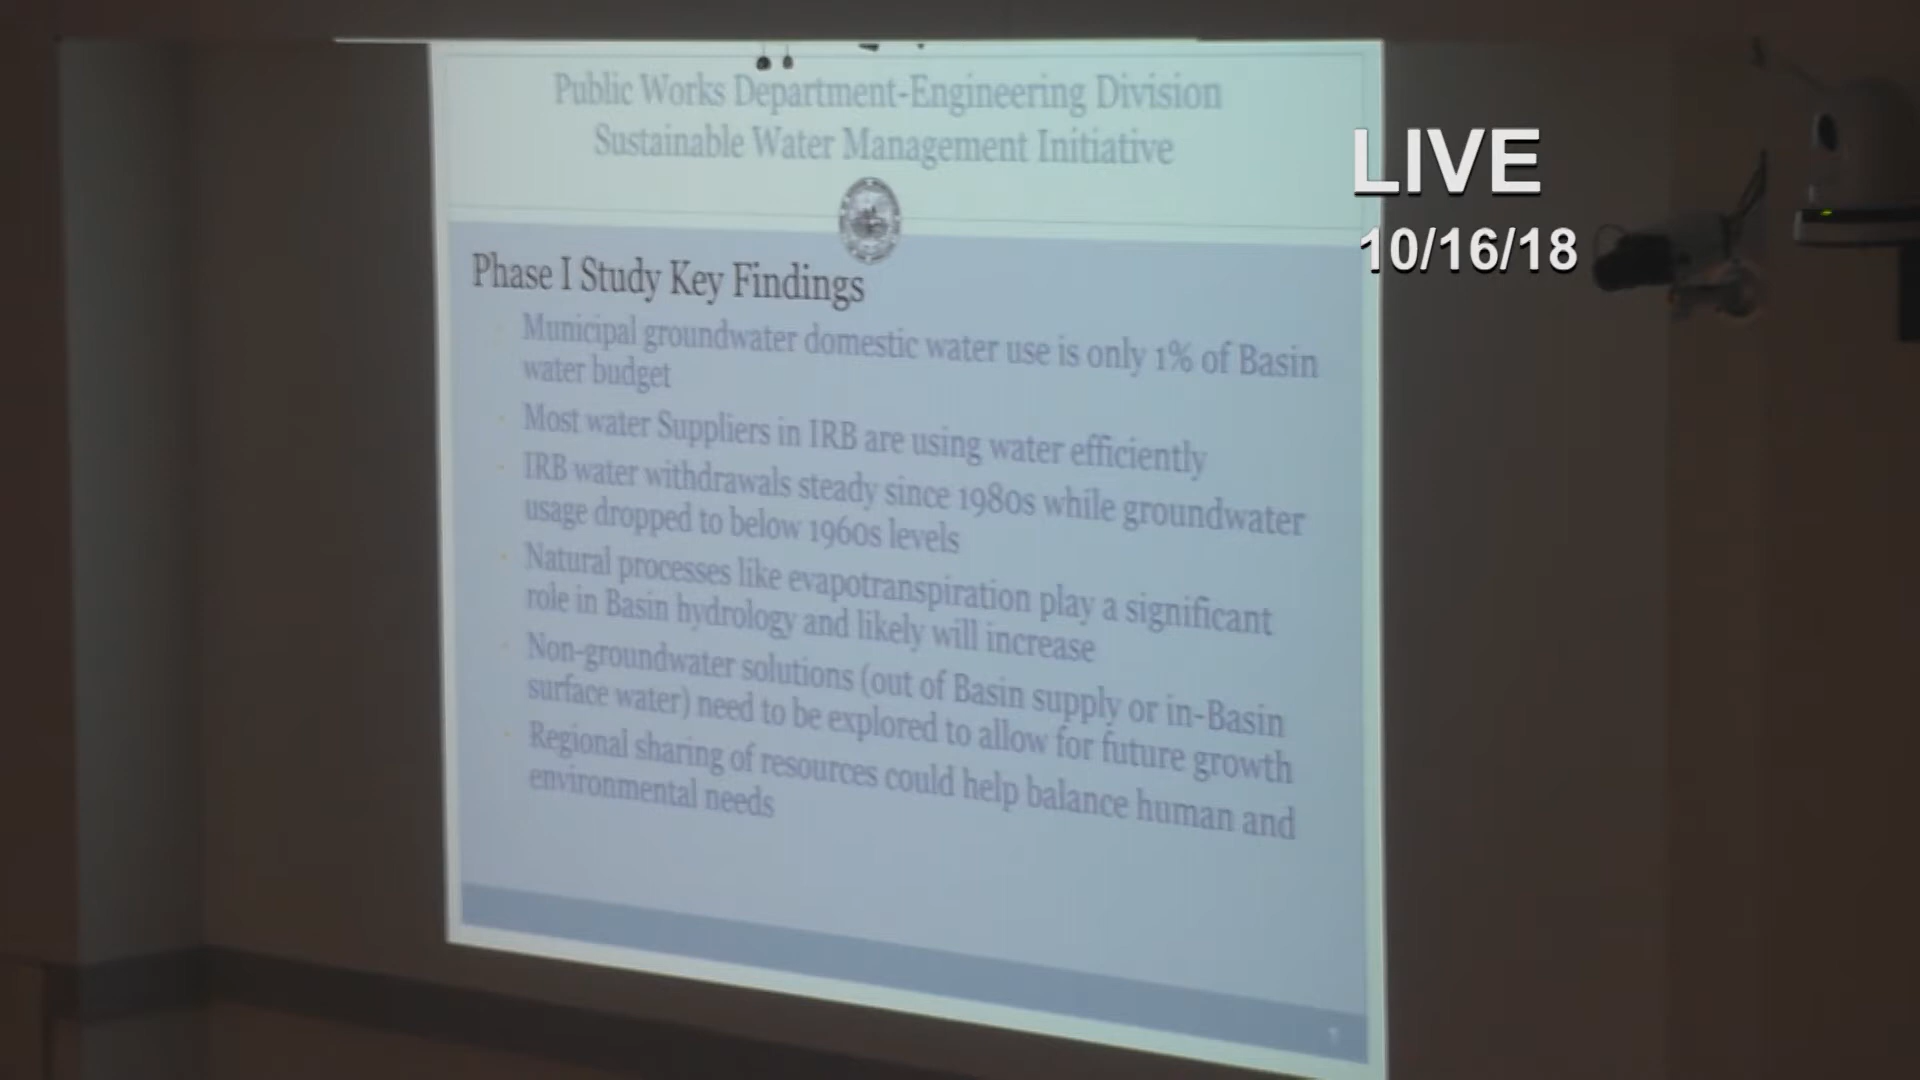 Public Works Department-Engineering Division
Sustainable Water Management Initiative
LIVE
10/16/18
Phase I Study Key Findings
Municipal groundwater domestic water use is only 1% of Basin
water budget
Most water Suppliers in IRB are using water efficiently
IRB water withdrawals steady since 1980s while groundwater
usage dropped to below 1960s levels
Natural processes like evapotranspiration play a significant
role in Basin hydrology and likely will increase
Non-groundwater solutions (out of Basin supply or in-Basin
surface water) need to be explored to allow for future growth
Regional sharing of resources could help balance human and
environmental needs